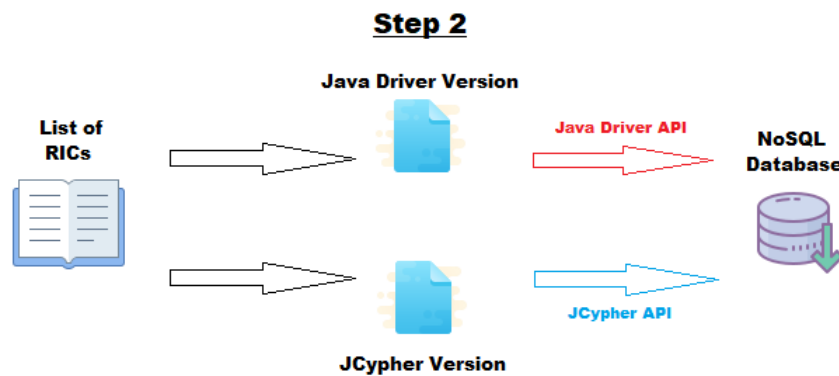 Step 2
Java Driver Version
List of
RICs
Java Driver API
NoSQL
Database
JCypher API
JCypher Version